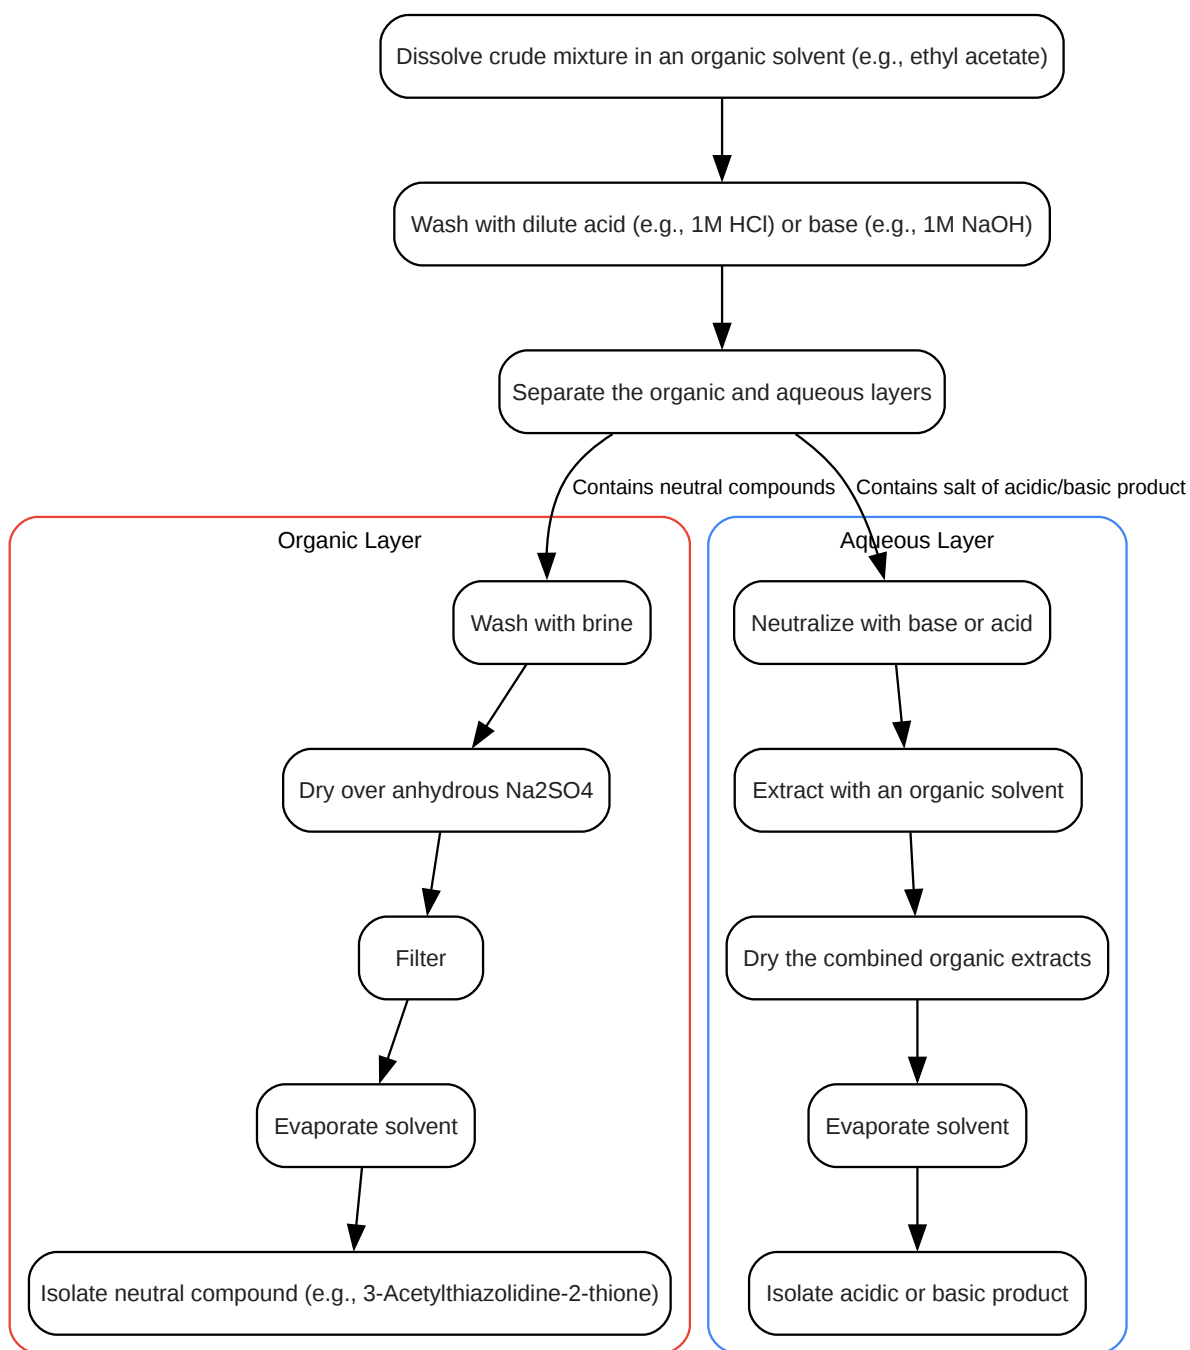 Dissolve crude mixture in an organic solvent (e.g., ethyl acetate)
Wash with dilute acid (e.g., 1M HCl) or base (e.g., 1M NaOH)
Separate the organic and aqueous layers
Contains neutral compounds
Contains salt of acidic/basic product
Organic Layer
Wash with brine
Dry over anhydrous Na2SO4
Filter
Evaporate solvent
Isolate neutral compound (e.g., 3-Acetylthiazolidine-2-thione)
Aqueous Layer
Neutralize with base or acid
Extract with an organic solvent
Dry the combined organic extracts
Evaporate solvent
Isolate acidic or basic product